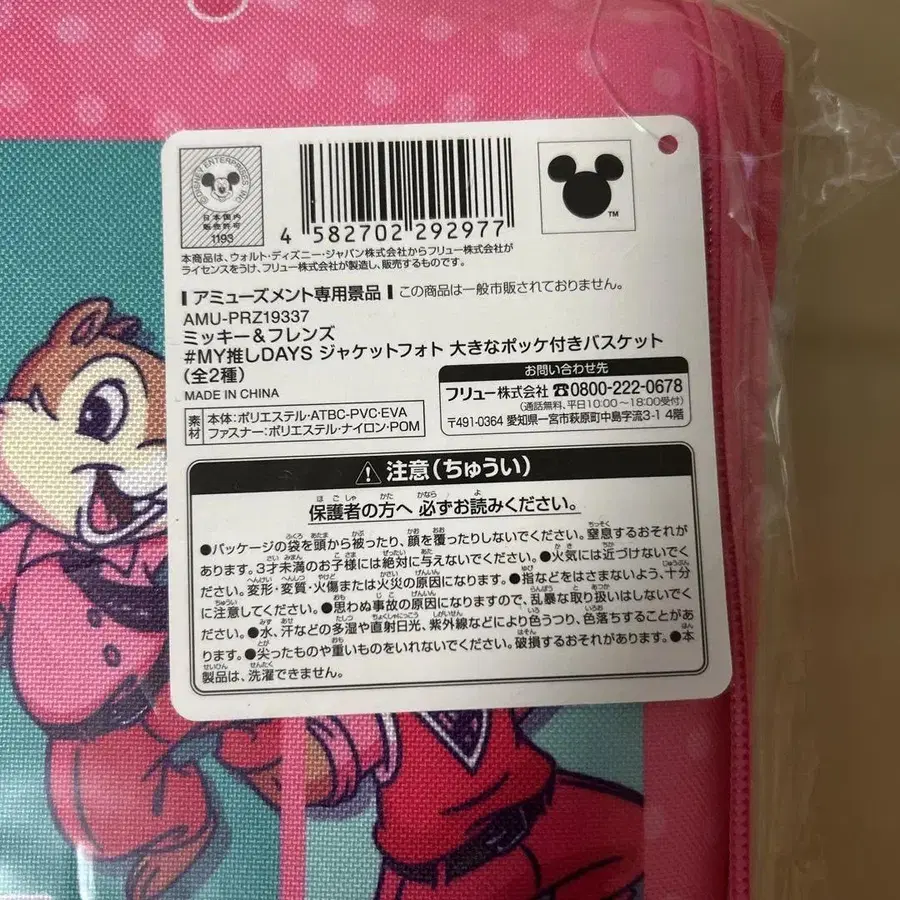 ©DISNEY ENTERPRISES INC.
日本国内
販売許可
1193
4 582702 292977
TM
本商品は、ウォルト・ディズニー・ジャパン株式会社からフリュー株式会社が
ライセンスをうけ、フリュー株式会社が製造し、販売するものです。
アミューズメント専用景品 この商品は一般市販されておりません。
AMU-PRZ19337
ミッキー＆フレンズ
#MY推しDAYS ジャケットフォト 大きなポッケ付きバスケット
(全2種)
MADE IN CHINA
お問い合わせ先
フリュー株式会社 ☎0800-222-0678
(通話無料、平日10:00〜18:00受付)
〒491-0364 愛知県一宮市萩原町中島字流3-1 4階
素材
本体:ポリエステル・ATBC-PVC・EVA
ファスナー:ポリエステル・ナイロン・POM
注意(ちゅうい)
保護者の方へ 必ずお読みください。
●パッケージの袋を頭から被ったり、顔を覆ったりしないでください。窒息するおそれが
あります。3才未満のお子様には絶対に与えないでください。●火気には近づけないでく
ださい。変形・変質・火傷または火災の原因になります。●指などをはさまないよう、十分
に注意してください。●思わぬ事故の原因になりますので、乱暴な取り扱いはしないでく
ださい。●水、汗などの多湿や直射日光、紫外線などにより色うつり、色落ちすることがあ
ります。●尖ったものや重いものをいれないでください。破損するおそれがあります。●本
製品は、洗濯できません。